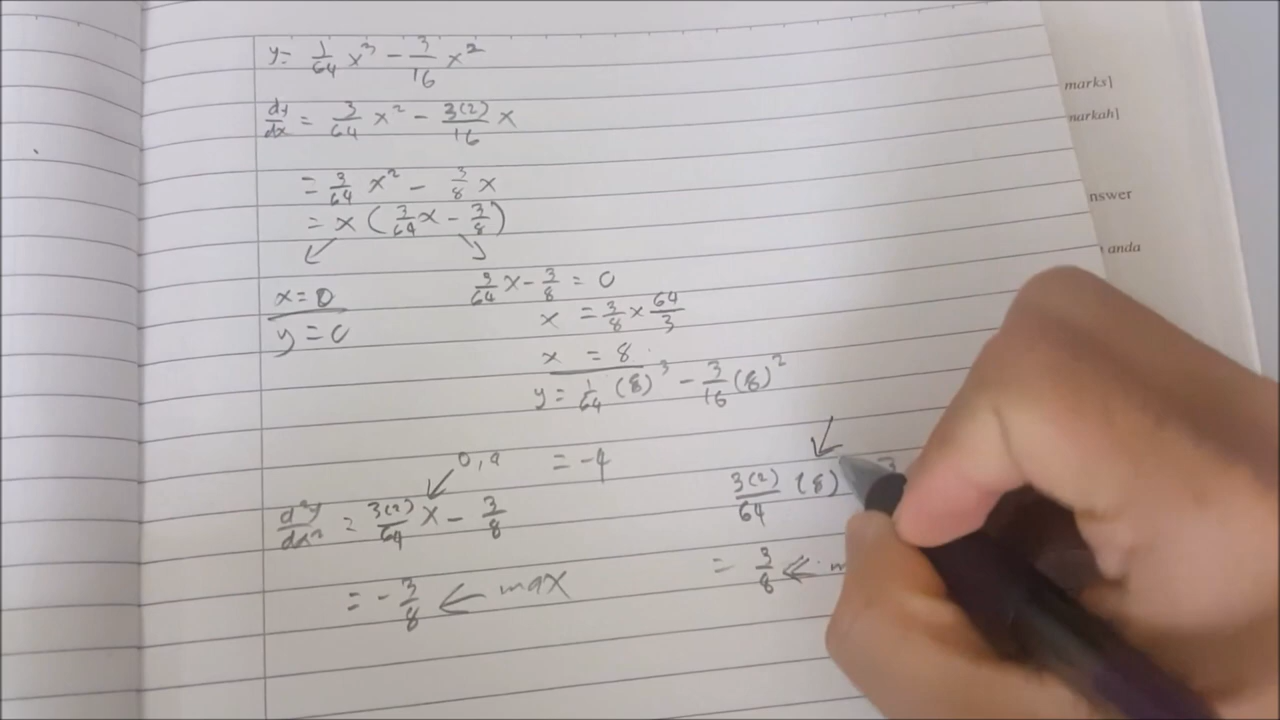 y= 1/64 x³ - 3/16 x²
dy/dx = 3/64 x² - 3(2)/16 x
= 3/64 x² - 3/8 x
= x (3/64 x - 3/8)
x=0
y=0
3/64 x - 3/8 = 0
x = 3/8 x 64/3
x = 8
y= 1/64 (8)³ - 3/16 (8)²
= -4
0,
d²y/dx² = 3(2)/64 x - 3/8
= - 3/8 ← max
3(2)/64 (8)
= 3/8 ←
marks]
markah]
nswer
anda